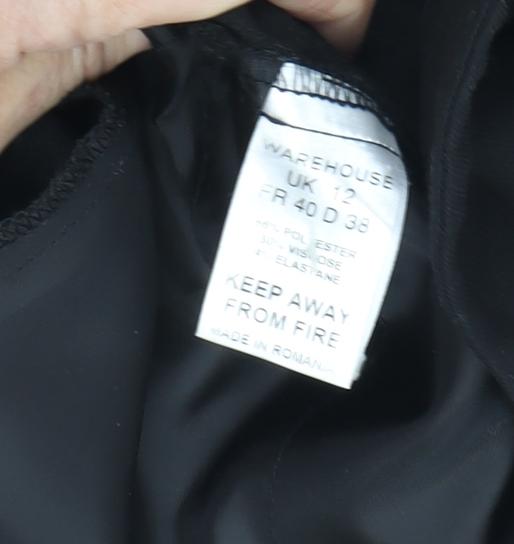 WAREHOUSE
UK 12
FR 40 D 38
66% POLYESTER
30% VISCOSE
4% ELASTANE
KEEP AWAY
FROM FIRE
MADE IN ROMANIA